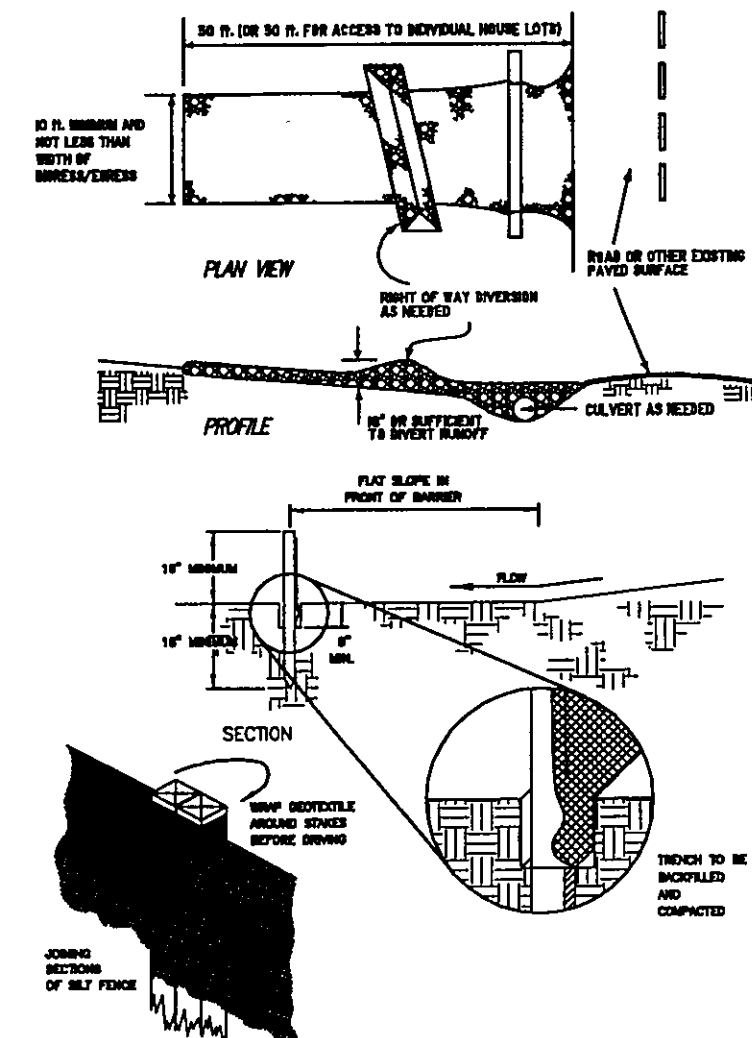 50 ft. (OR 50 ft. FOR ACCESS TO INDIVIDUAL HOUSE LOTS)
10 ft. MINIMUM AND
NOT LESS THAN
WIDTH OF
INGRESS/EGRESS
PLAN VIEW
RIGHT OF WAY DIVERSION
AS NEEDED
ROAD OR OTHER EXISTING
PAVED SURFACE
PROFILE
OR SUFFICIENT
TO DIVERT RUNOFF
CULVERT AS NEEDED
FLAT SLOPE IN
FRONT OF BARRIER
MINIMUM
FLOW
MINIMUM
MIN.
SECTION
WRAP GEOTEXTILE
AROUND STAKES
BEFORE DRIVING
TRENCH TO BE
BACKFILLED
AND
COMPACTED
JOINING
SECTIONS
OF SILT FENCE